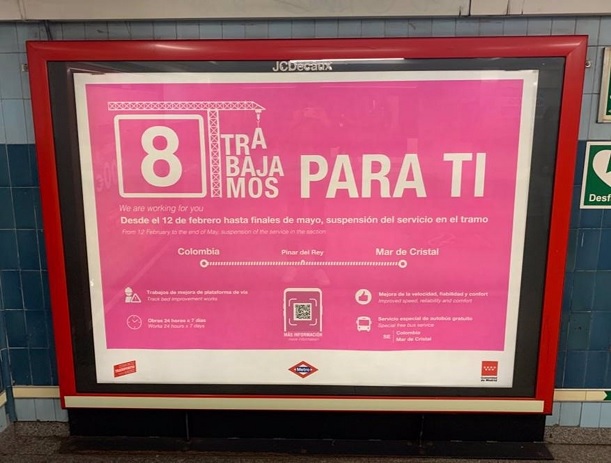 JCDecaux
8
TRA
BAJA
MOS
PARA TI
We are working for you
Desde el 12 de febrero hasta finales de mayo, suspensión del servicio en el tramo
From 12 February to the end of May, suspension of the service in the section
Colombia
Pinar del Rey
Mar de Cristal
Trabajos de mejora de plataforma de vía
Track bed improvement works
Obras 24 horas x 7 días
Works 24 hours x 7 days
MÁS INFORMACIÓN
Mejora de la velocidad, fiabilidad y confort
Improved speed, reliability and comfort
Servicio especial de autobús gratuito
Special free bus service
SE
Colombia
Mar de Cristal
Metro
de Madrid
Desfi